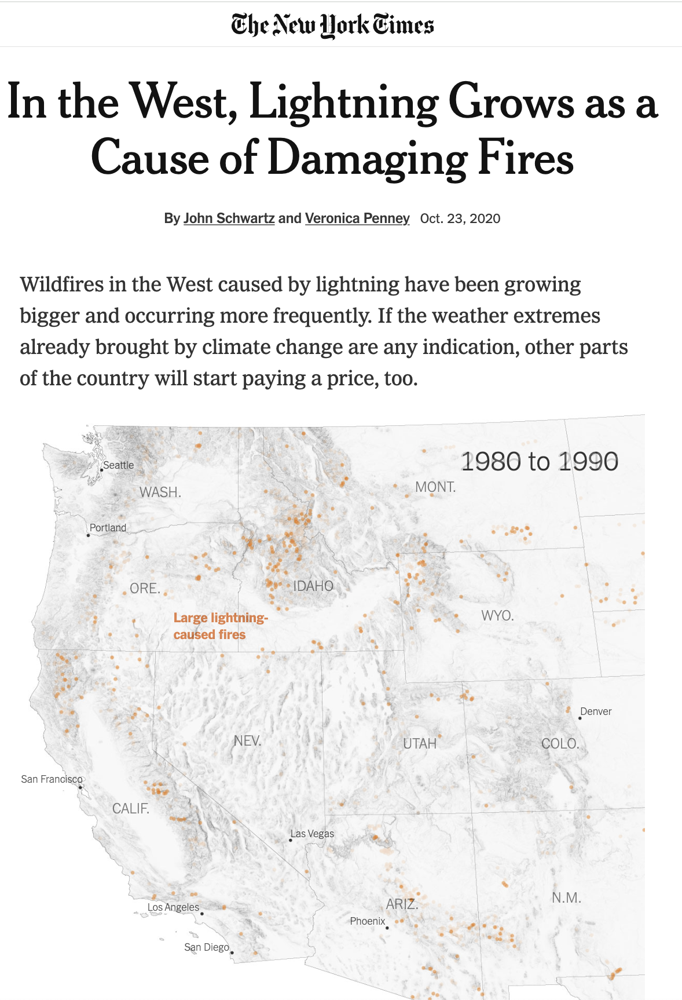 The New York Times
In the West, Lightning Grows as a
Cause of Damaging Fires
By John Schwartz and Veronica Penney Oct. 23, 2020
Wildfires in the West caused by lightning have been growing
bigger and occurring more frequently. If the weather extremes
already brought by climate change are any indication, other parts
of the country will start paying a price, too.
1980 to 1990
Seattle
MONT.
WASH.
Portland
ORE.
IDAHO
Large lightning-
caused fires
WYO.
Denver
NEV.
UTAH
COLO.
San Francisco
CALIF.
Las Vegas
N.M.
ARIZ.
Los Angeles
Phoenix
San Diego